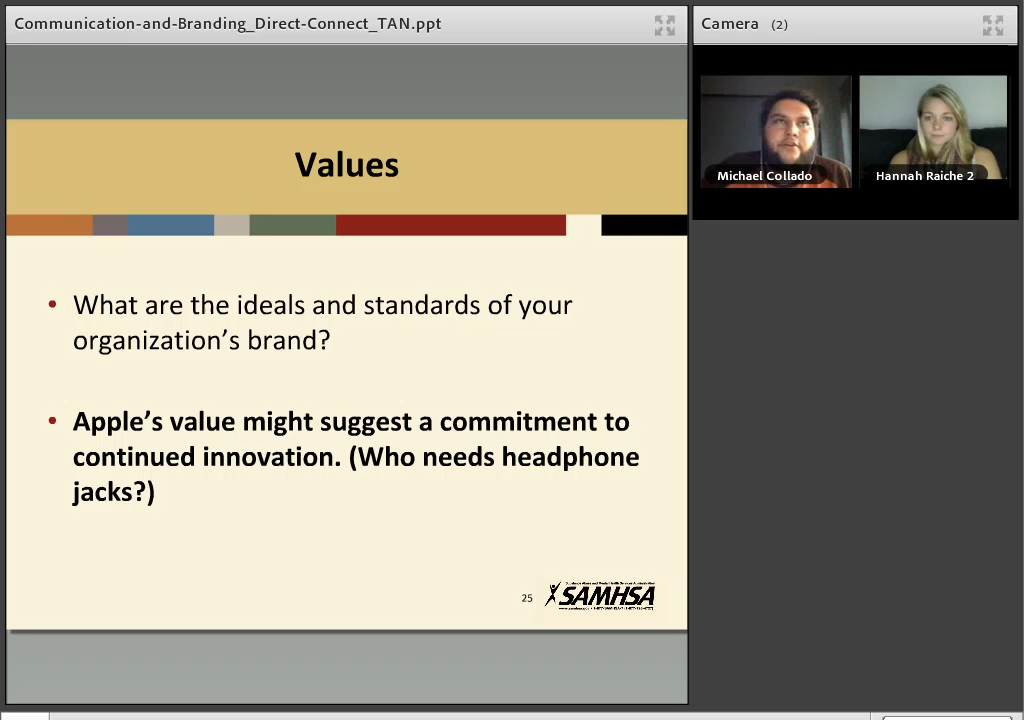 Communication-and-Branding_Direct-Connect_TAN.ppt
Camera (2)
Michael Collado
Hannah Raiche 2
Values
• What are the ideals and standards of your
organization’s brand?
• Apple’s value might suggest a commitment to
continued innovation. (Who needs headphone
jacks?)
25
SAMHSA